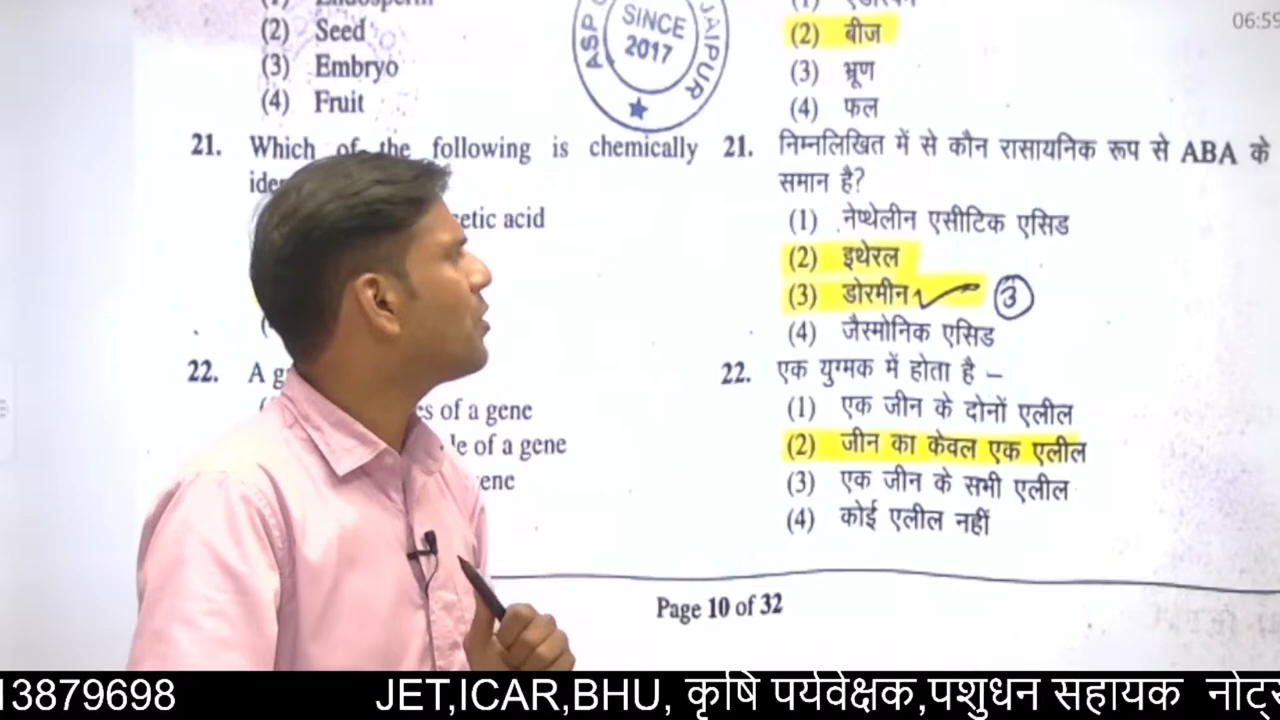 (2) Seed
(3) Embryo
(4) Fruit
SINCE
2017
ASP
JAIPUR
(2) बीज
(3) भ्रूण
(4) फल
06:59
21. Which of the following is chemically
etic acid
21. निम्नलिखित में से कौन रासायनिक रूप से ABA के
समान है?
(1) नेप्थेलीन एसीटिक एसिड
(2) इथेरल
(3) डोरमीन 3
(4) जैस्मोनिक एसिड
22. A g
es of a gene
le of a gene
ene
22. एक युग्मक में होता है –
(1) एक जीन के दोनों एलील
(2) जीन का केवल एक एलील
(3) एक जीन के सभी एलील
(4) कोई एलील नहीं
Page 10 of 32
13879698 JET,ICAR,BHU, कृषि पर्यवेक्षक,पशुधन सहायक नोट्स